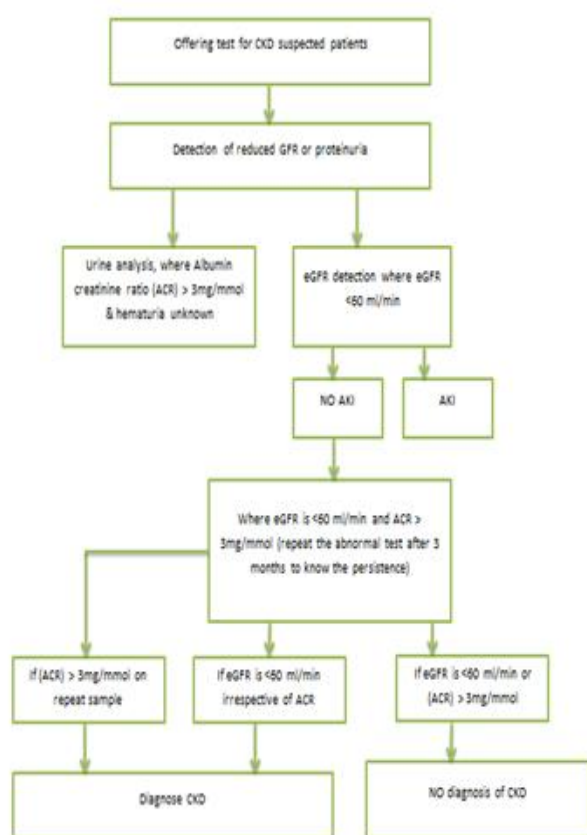 Offering test for CKD suspected patients
Detection of reduced GFR or proteinuria
Urine analysis, where Albumin
creatinine ratio (ACR) > 3mg/mmol
& hematuria unknown
eGFR detection where eGFR
<60 ml/min
NO AKI
AKI
Where eGFR is <60 ml/min and ACR >
3mg/mmol (repeat the abnormal test after 3
months to know the persistence)
If (ACR) > 3mg/mmol on
repeat sample
If eGFR is <60 ml/min
irrespective of ACR
If eGFR is <60 ml/min or
(ACR) > 3mg/mmol
Diagnose CKD
NO diagnosis of CKD